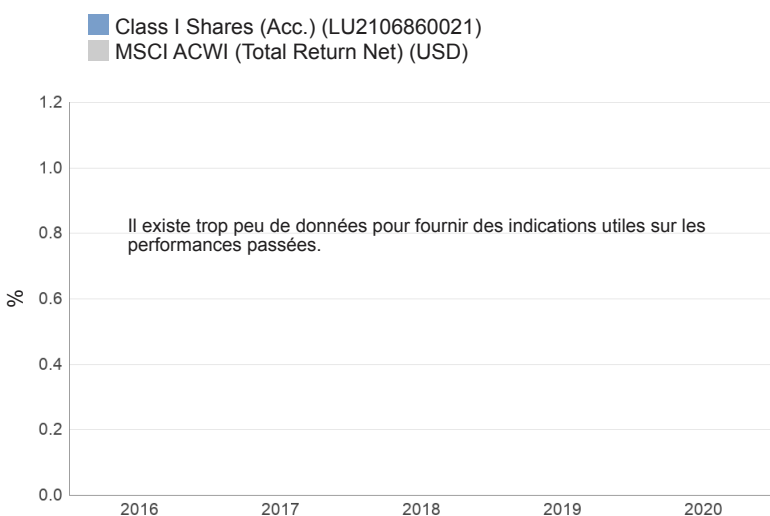 Class I Shares (Acc.) (LU2106860021)
MSCI ACWI (Total Return Net) (USD)
1.2
1.0
Il existe trop peu de données pour fournir des indications utiles sur les
0.8
performances passées.
%
0.6
0.4
0.2
0.0
2016 2017 2018 2019 2020